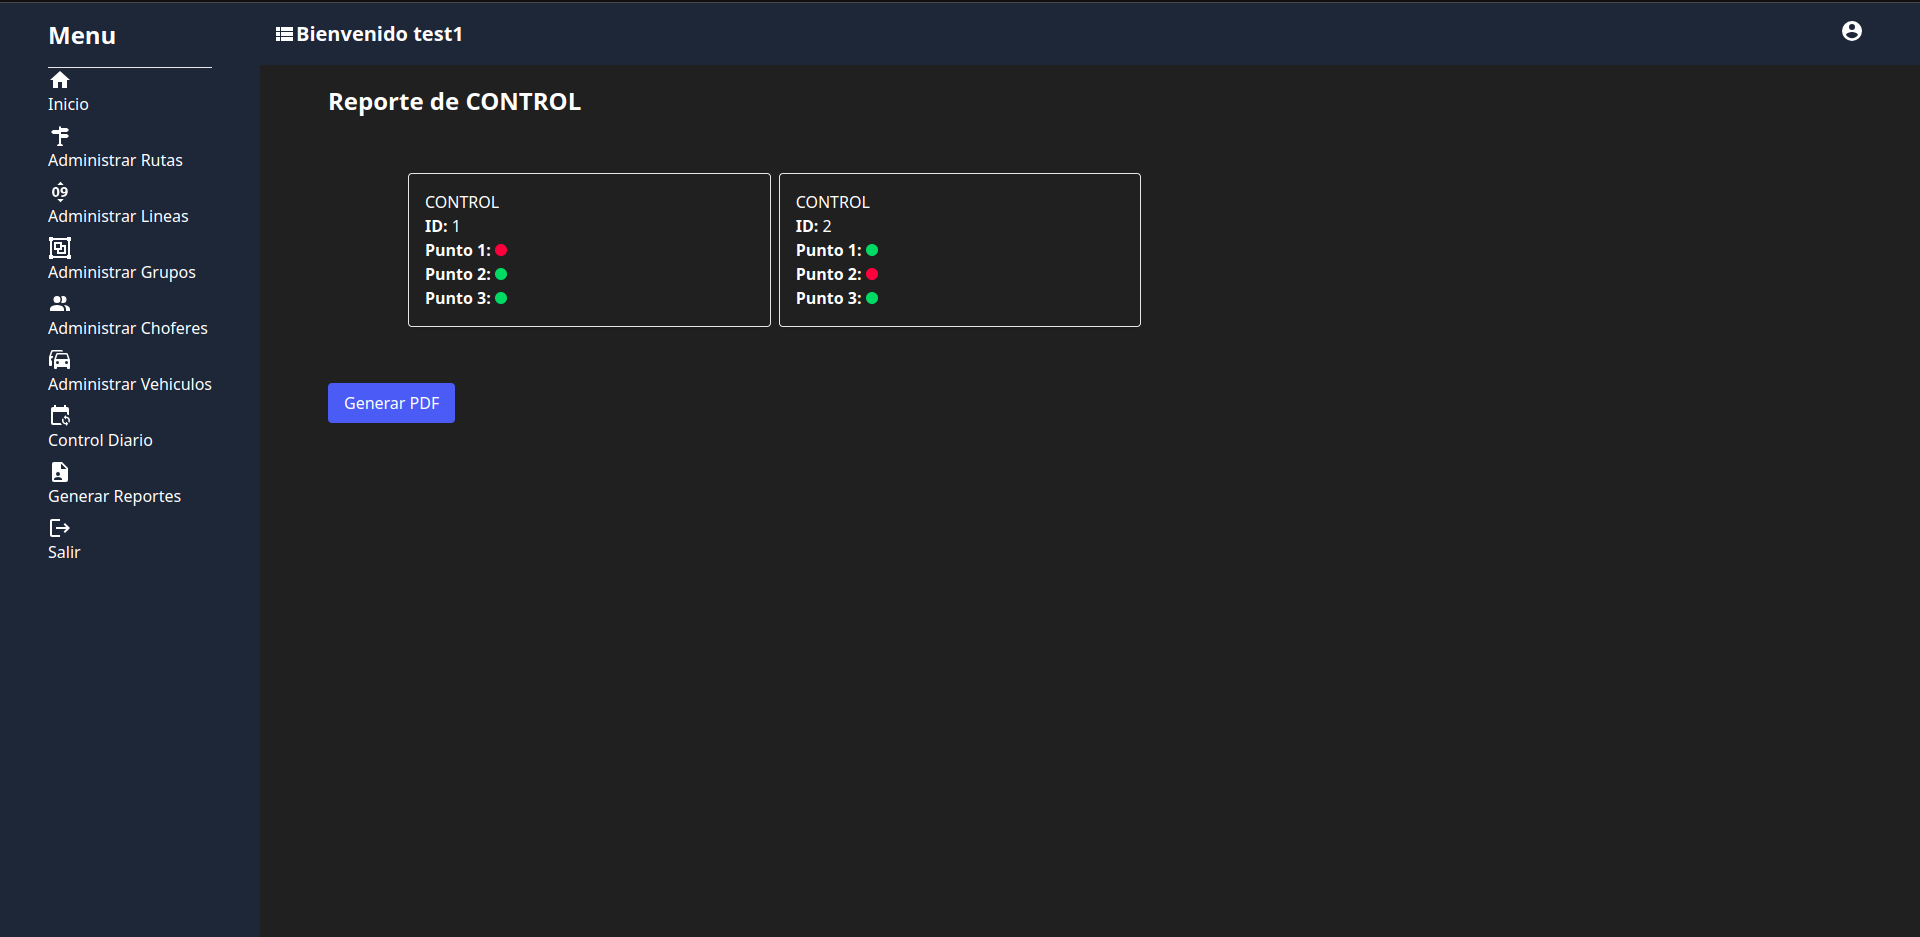 Menu
Inicio
Administrar Rutas
09
Administrar Lineas
Administrar Grupos
Administrar Choferes
Administrar Vehiculos
Control Diario
Generar Reportes
Salir
Bienvenido test1
Reporte de CONTROL
CONTROL
ID: 1
Punto 1:
Punto 2:
Punto 3:
CONTROL
ID: 2
Punto 1:
Punto 2:
Punto 3:
Generar PDF